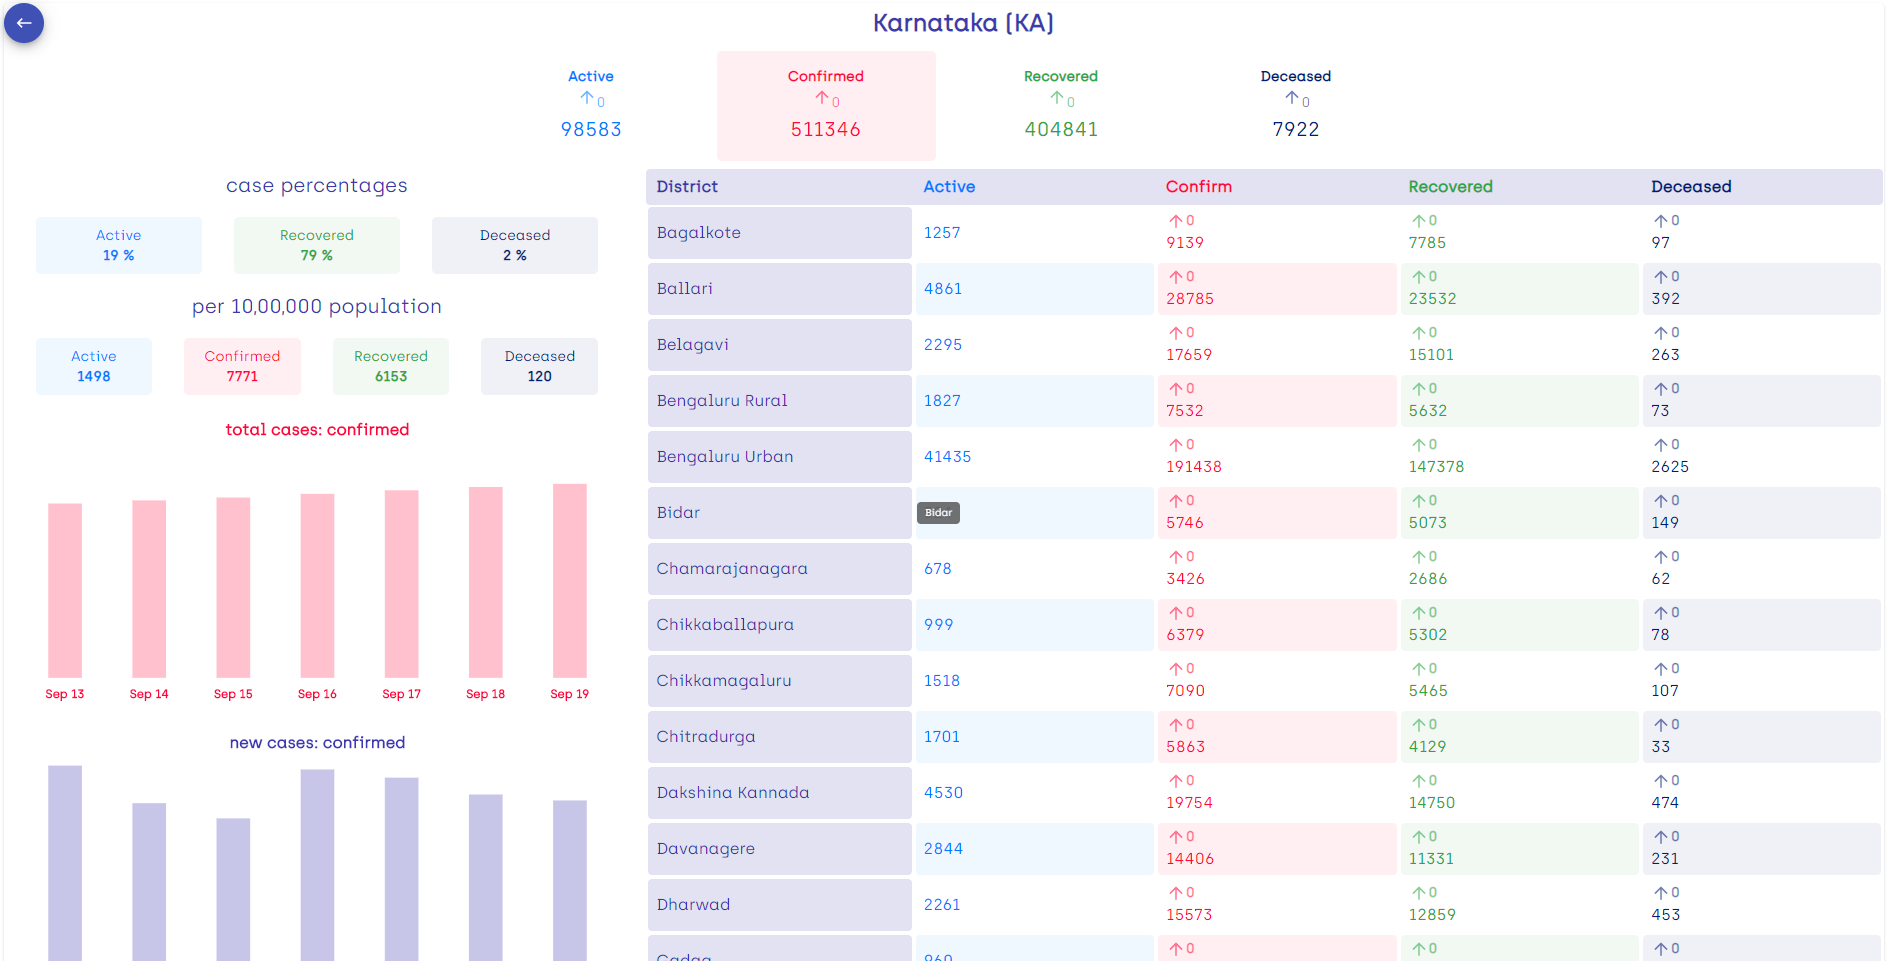 Karnataka (KA)
Active Confirmed Recovered Deceased
↑ 0 ↑ 0 ↑ 0 ↑ 0
98583 511346 404841 7922
case percentages
Active Recovered Deceased
19 % 79 % 2 %
per 10,00,000 population
Active Confirmed Recovered Deceased
1498 7771 6153 120
total cases: confirmed
Sep 13 Sep 14 Sep 15 Sep 16 Sep 17 Sep 18 Sep 19
new cases: confirmed
District Active Confirm Recovered Deceased
↑ 0 ↑ 0 ↑ 0
Bagalkote 1257 9139 7785 97
↑ 0 ↑ 0 ↑ 0
Ballari 4861 28785 23532 392
↑ 0 ↑ 0 ↑ 0
Belagavi 2295 17659 15101 263
↑ 0 ↑ 0 ↑ 0
Bengaluru Rural 1827 7532 5632 73
↑ 0 ↑ 0 ↑ 0
Bengaluru Urban 41435 191438 147378 2625
↑ 0 ↑ 0 ↑ 0
Bidar Bidar 5746 5073 149
↑ 0 ↑ 0 ↑ 0
Chamarajanagara 678 3426 2686 62
↑ 0 ↑ 0 ↑ 0
Chikkaballapura 999 6379 5302 78
↑ 0 ↑ 0 ↑ 0
Chikkamagaluru 1518 7090 5465 107
↑ 0 ↑ 0 ↑ 0
Chitradurga 1701 5863 4129 33
↑ 0 ↑ 0 ↑ 0
Dakshina Kannada 4530 19754 14750 474
↑ 0 ↑ 0 ↑ 0
Davanagere 2844 14406 11331 231
↑ 0 ↑ 0 ↑ 0
Dharwad 2261 15573 12859 453
↑ 0 ↑ 0 ↑ 0